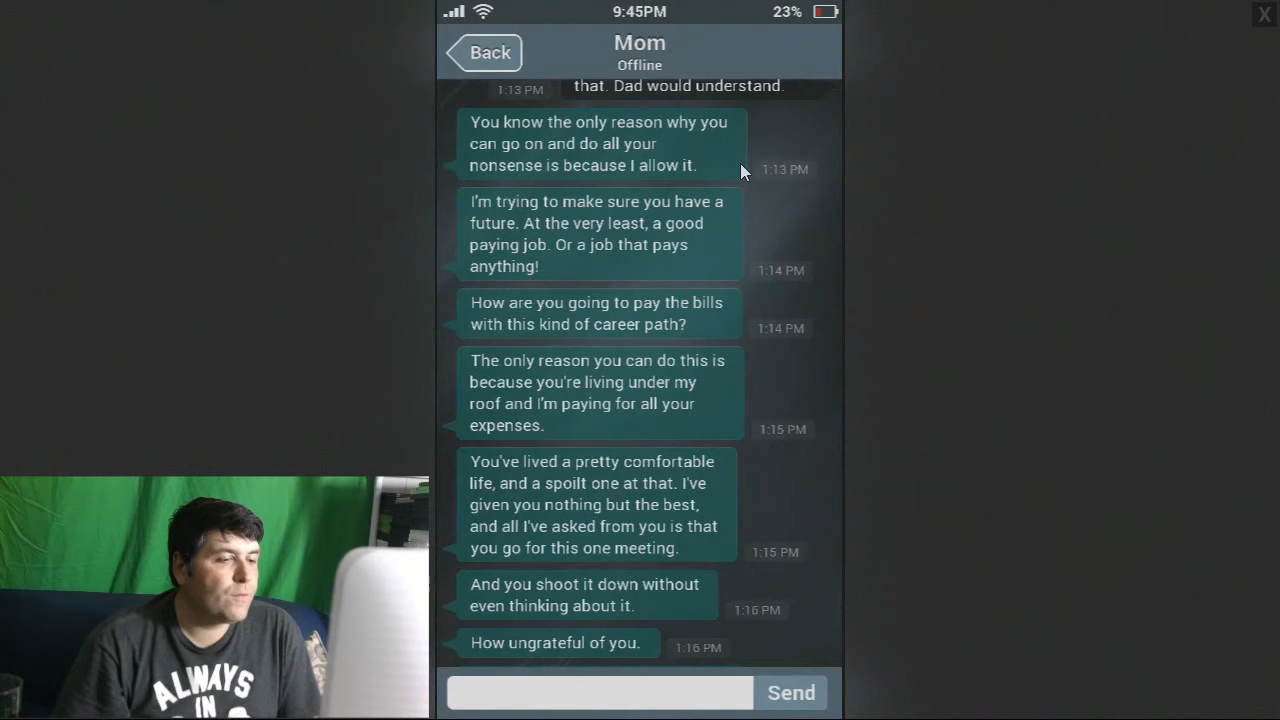 9:45PM
23%
X
Back
Mom
Offline
that. Dad would understand.
1:13 PM
You know the only reason why you
can go on and do all your
nonsense is because I allow it.
1:13 PM
I'm trying to make sure you have a
future. At the very least, a good
paying job. Or a job that pays
anything!
1:14 PM
How are you going to pay the bills
with this kind of career path?
1:14 PM
The only reason you can do this is
because you're living under my
roof and I'm paying for all your
expenses.
1:15 PM
You've lived a pretty comfortable
life, and a spoilt one at that. I've
given you nothing but the best,
and all I've asked from you is that
you go for this one meeting.
1:15 PM
And you shoot it down without
even thinking about it.
1:16 PM
How ungrateful of you.
1:16 PM
Send
ALWAYS
IN